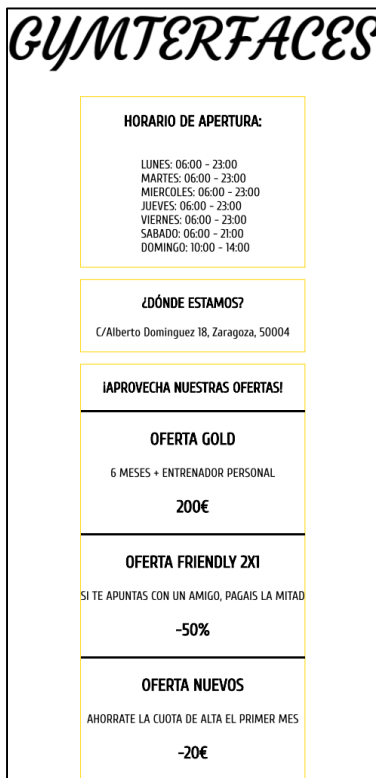 GYMTERFACES
HORARIO DE APERTURA:
LUNES: 06:00 - 23:00
MARTES: 06:00 - 23:00
MIERCOLES: 06:00 - 23:00
JUEVES: 06:00 - 23:00
VIERNES: 06:00 - 23:00
SABADO: 06:00 - 21:00
DOMINGO: 10:00 - 14:00
¿DÓNDE ESTAMOS?
C/Alberto Dominguez 18, Zaragoza, 50004
¡APROVECHA NUESTRAS OFERTAS!
OFERTA GOLD
6 MESES + ENTRENADOR PERSONAL
200€
OFERTA FRIENDLY 2X1
SI TE APUNTAS CON UN AMIGO, PAGAIS LA MITAD
-50%
OFERTA NUEVOS
AHORRATE LA CUOTA DE ALTA EL PRIMER MES
-20€